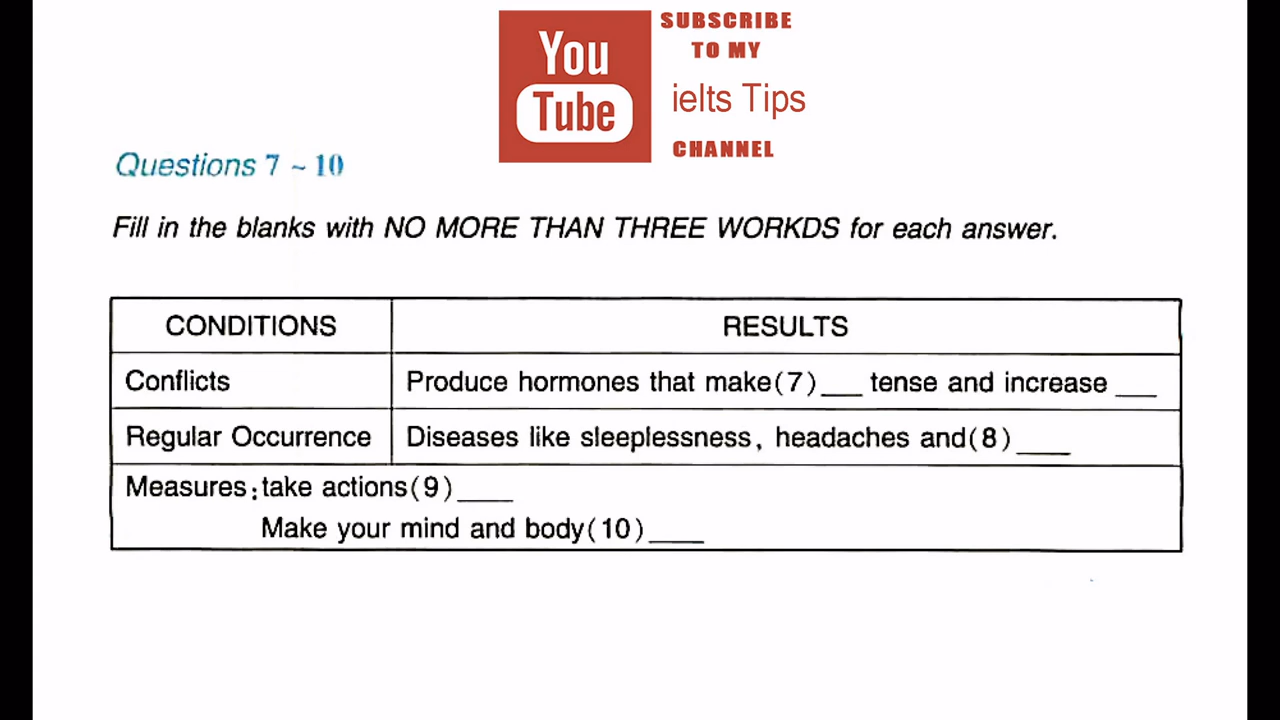 You
Tube
SUBSCRIBE
TO MY
ielts Tips
CHANNEL
Questions 7 ~ 10
Fill in the blanks with NO MORE THAN THREE WORKDS for each answer.
CONDITIONS RESULTS
Conflicts Produce hormones that make(7)___ tense and increase ___
Regular Occurrence Diseases like sleeplessness, headaches and(8)____
Measures:take actions(9)____
Make your mind and body(10)____